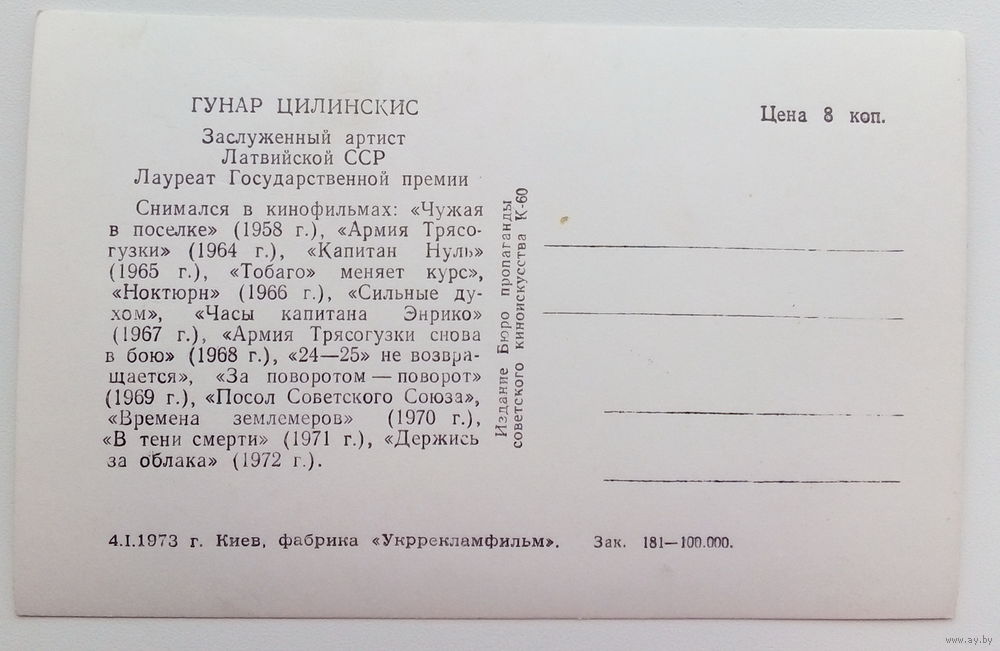 ГУНАР ЦИЛИНСКИС
Заслуженный артист
Латвийской ССР
Лауреат Государственной премии
Снимался в кинофильмах: «Чужая
в поселке» (1958 г.), «Армия Трясо-
гузки» (1964 г.), «Капитан Нуль»
(1965 г.), «Тобаго» меняет курс»,
«Ноктюрн» (1966 г.), «Сильные ду-
хом», «Часы капитана Энрико»
(1967 г.), «Армия Трясогузки снова
в бою» (1968 г.), «24—25» не возвра-
щается», «За поворотом — поворот»
(1969 г.), «Посол Советского Союза»,
«Времена землемеров» (1970 г.),
«В тени смерти» (1971 г.), «Держись
за облака» (1972 г.).
4.I.1973 г. Киев, фабрика «Укррекламфильм». Зак. 181—100.000.
Издание Бюро пропаганды
советского киноискусства К-60
Цена 8 коп.
www.ay.by